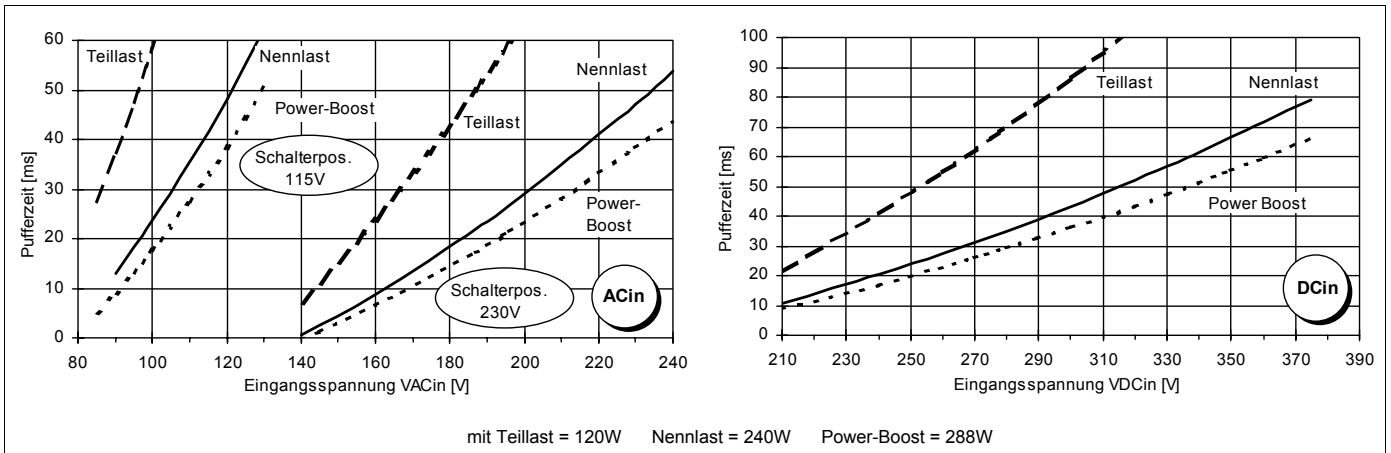 60
50
40
30
20
10
0
Pufferzeit [ms]
Teillast
Nennlast
Power-Boost
Schalterpos.
115V
Teillast
Nennlast
Power-
Boost
Schalterpos.
230V
ACin
80 100 120 140 160 180 200 220 240
Eingangsspannung VACin [V]
100
90
80
70
60
50
40
30
20
10
0
Pufferzeit [ms]
Teillast
Nennlast
Power Boost
DCin
210 230 250 270 290 310 330 350 370 390
Eingangsspannung VDCin [V]
mit Teillast = 120W Nennlast = 240W Power-Boost = 288W